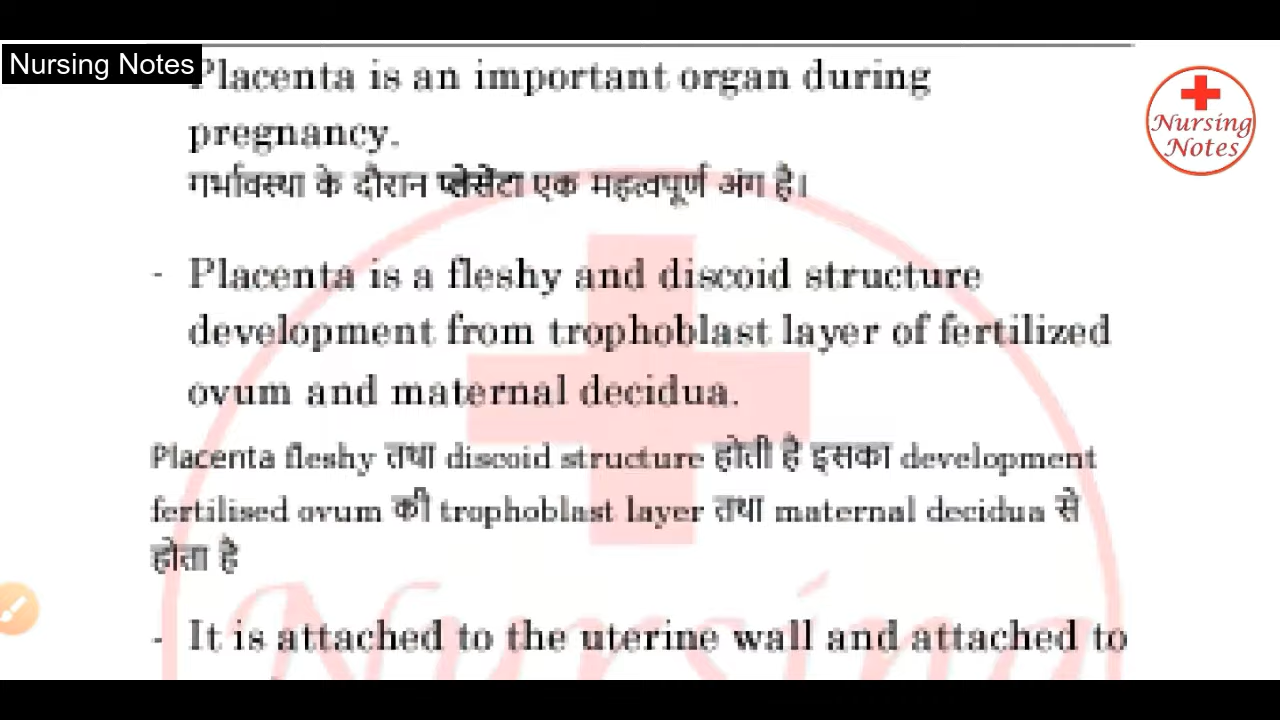 Nursing Notes
Placenta is an important organ during
pregnancy.
गर्भावस्था के दौरान प्लेसेंटा एक महत्वपूर्ण अंग है।
Nursing
Notes
- Placenta is a fleshy and discoid structure
development from trophoblast layer of fertilized
ovum and maternal decidua.
Placenta fleshy तथा discoid structure होती है इसका development
fertilised ovum की trophoblast layer तथा maternal decidua से
होता है
Nursing
- It is attached to the uterine wall and attached to